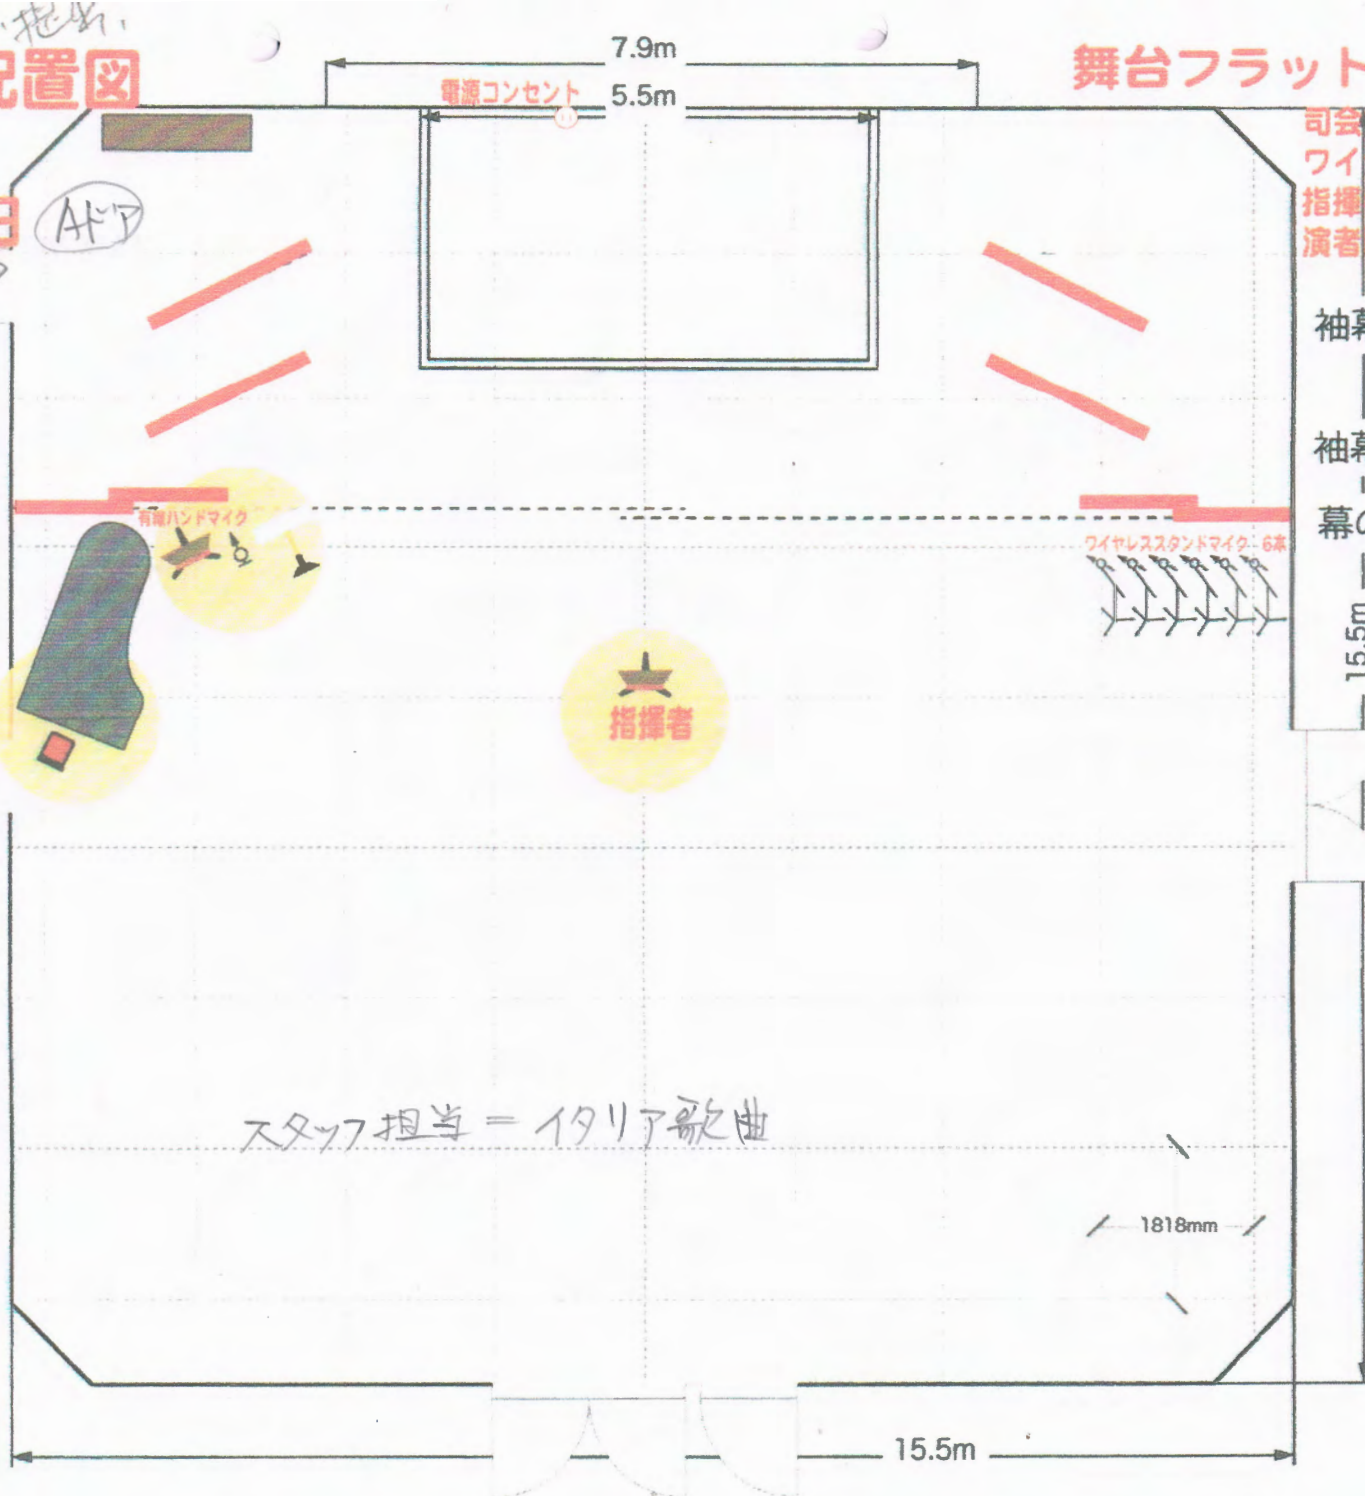 配置図
7.9m
舞台フラット
電源コンセント
5.5m
司会
ワイ
指揮
演者
Aドア
袖幕
袖幕
有線ハンドマイク
幕の
ワイヤレススタンドマイク 6本
15.5m
指揮者
スタッフ担当 = イタリア歌曲
1818mm
15.5m